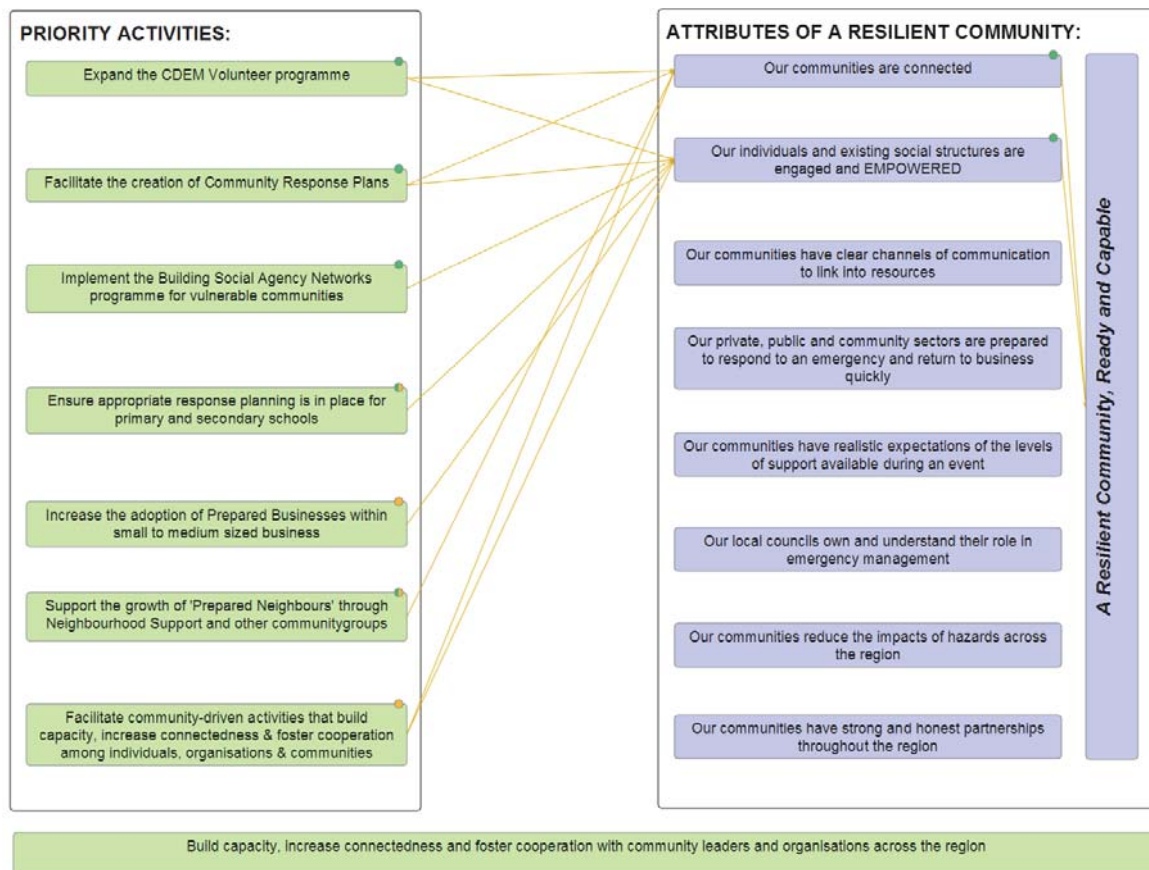 PRIORITY ACTIVITIES:
Expand the CDEM Volunteer programme
Facilitate the creation of Community Response Plans
Implement the Building Social Agency Networks
programme for vulnerable communities
Ensure appropriate response planning is in place for
primary and secondary schools
Increase the adoption of Prepared Businesses within
small to medium sized business
Support the growth of 'Prepared Neighbours' through
Neighbourhood Support and other communitygroups
Facilitate community-driven activities that build
capacity, increase connectedness & foster cooperation
among individuals, organisations & communities
ATTRIBUTES OF A RESILIENT COMMUNITY:
Our communities are connected
Our individuals and existing social structures are
engaged and EMPOWERED
Our communities have clear channels of communication
to link into resources
Our private, public and community sectors are prepared
to respond to an emergency and return to business
quickly
Our communities have realistic expectations of the levels
of support available during an event
Our local councils own and understand their role in
emergency management
Our communities reduce the impacts of hazards across
the region
Our communities have strong and honest partnerships
throughout the region
A Resilient Community, Ready and Capable
Build capacity, increase connectedness and foster cooperation with community leaders and organisations across the region